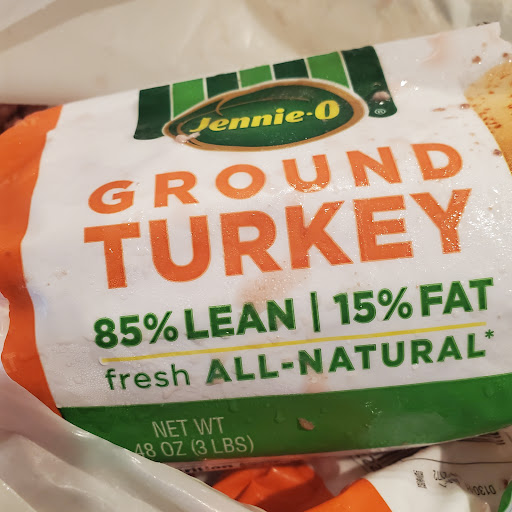 Jennie-O
®
GROUND
TURKEY
85% LEAN | 15% FAT
fresh ALL-NATURAL*
NET WT
48 OZ (3 LBS)